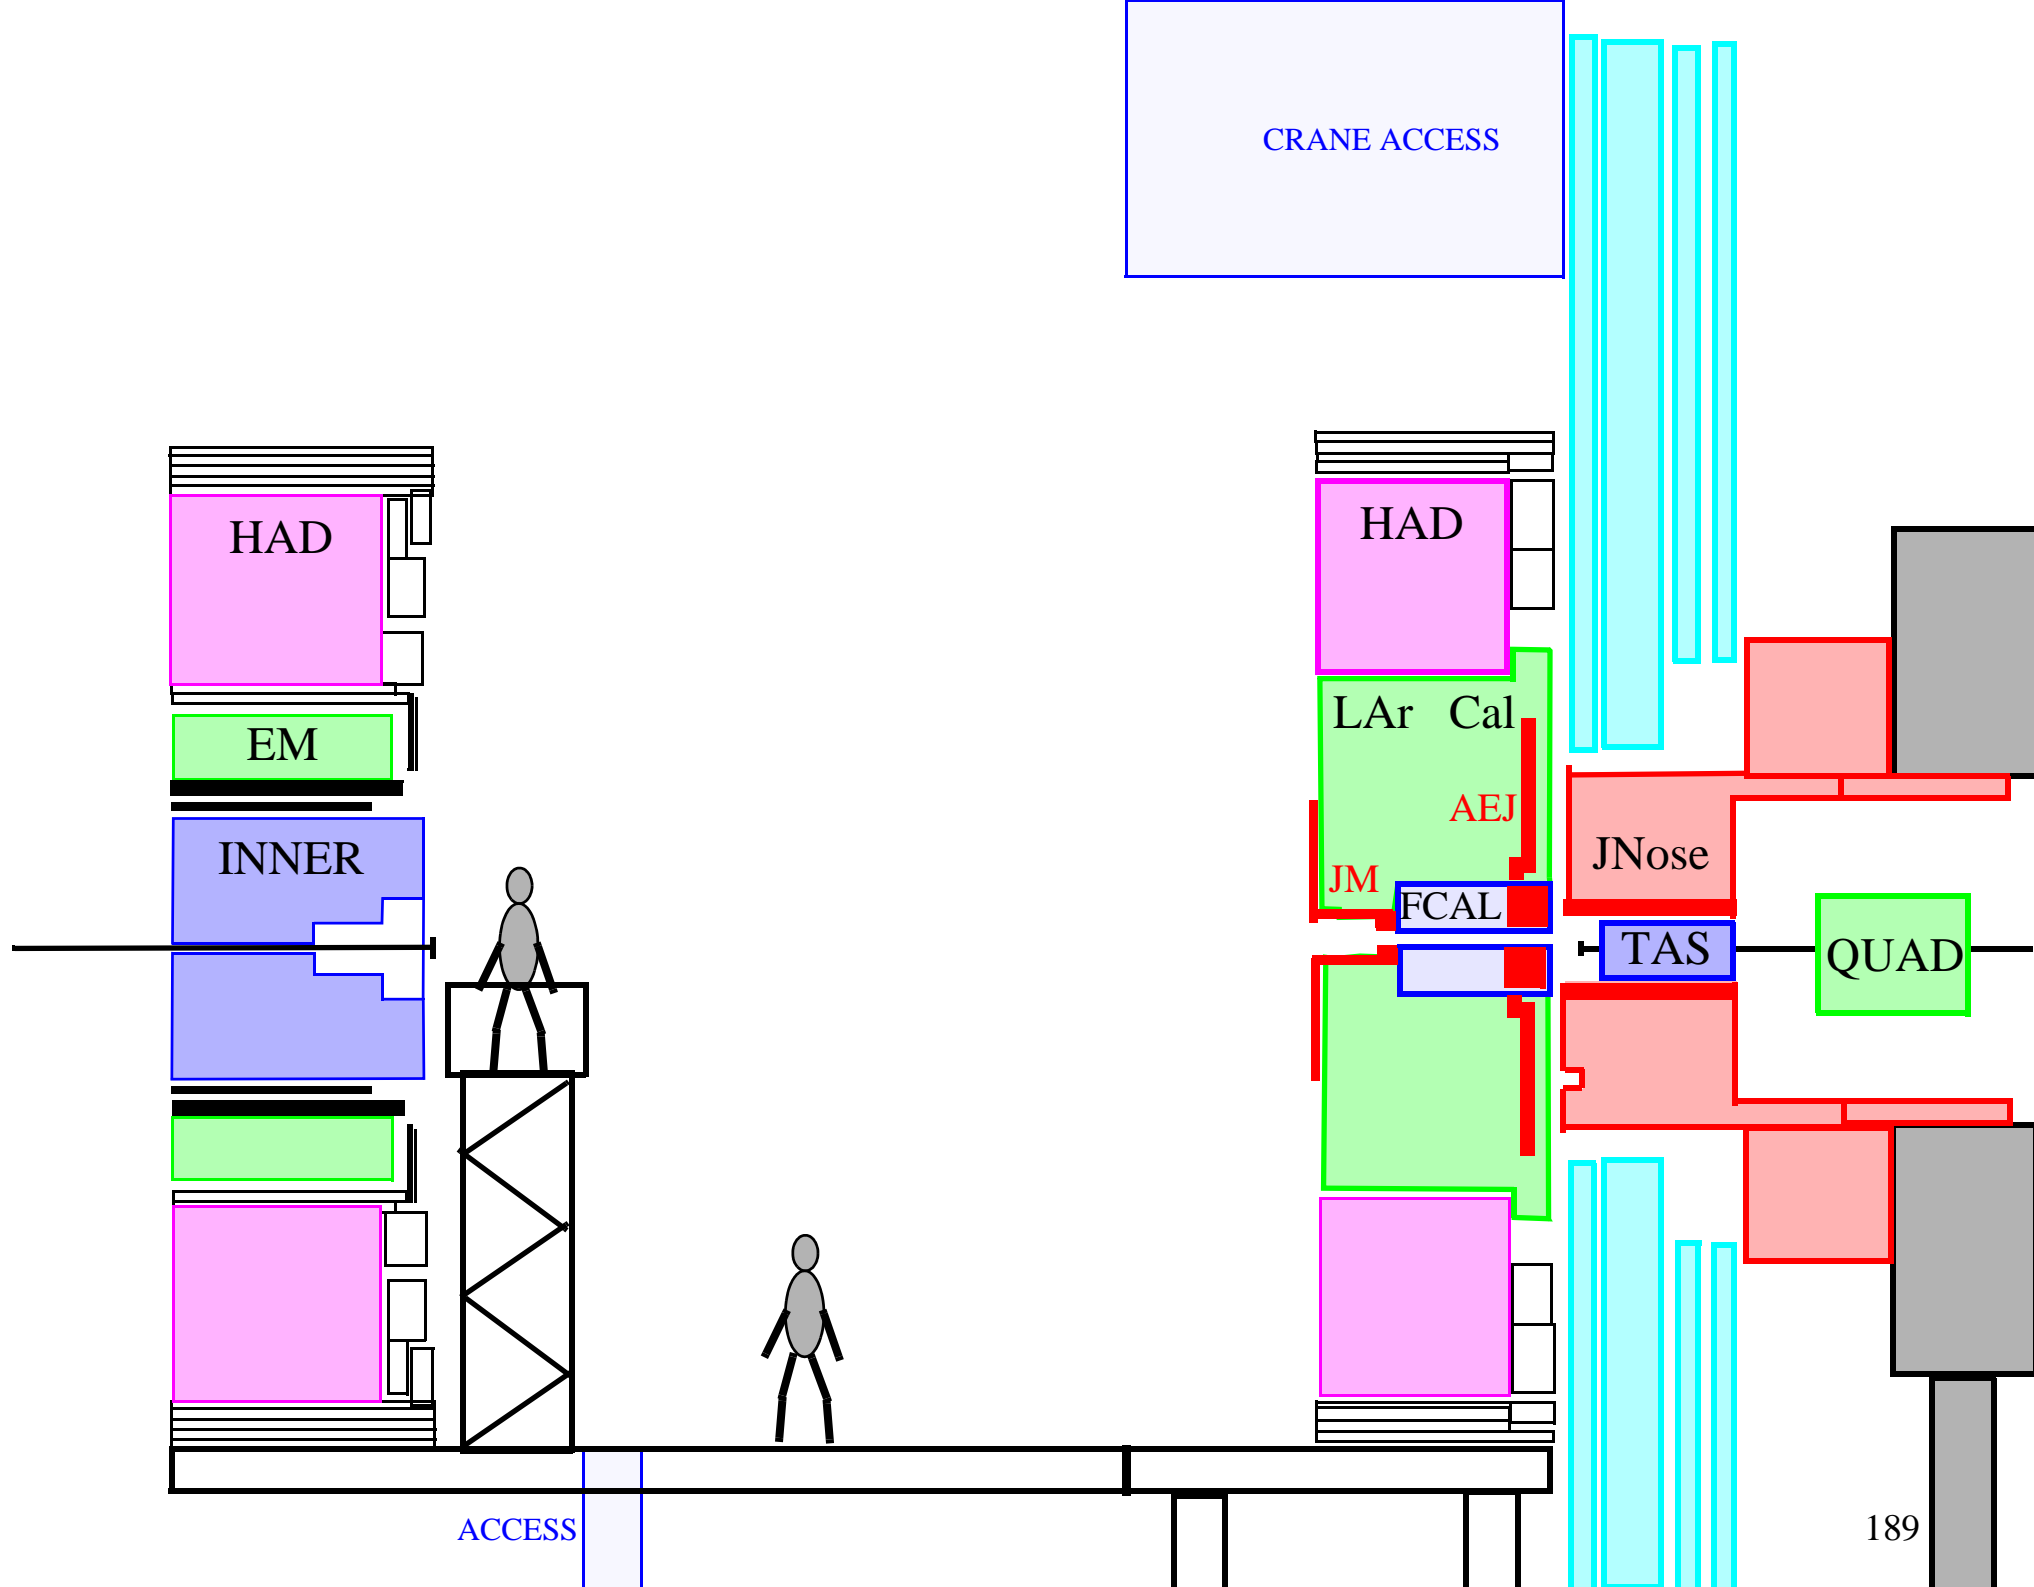 CRANE ACCESS
HAD
HAD
EM
LAr Cal
AEJ
INNER
JM
JNose
FCAL
TAS
QUAD
ACCESS
189